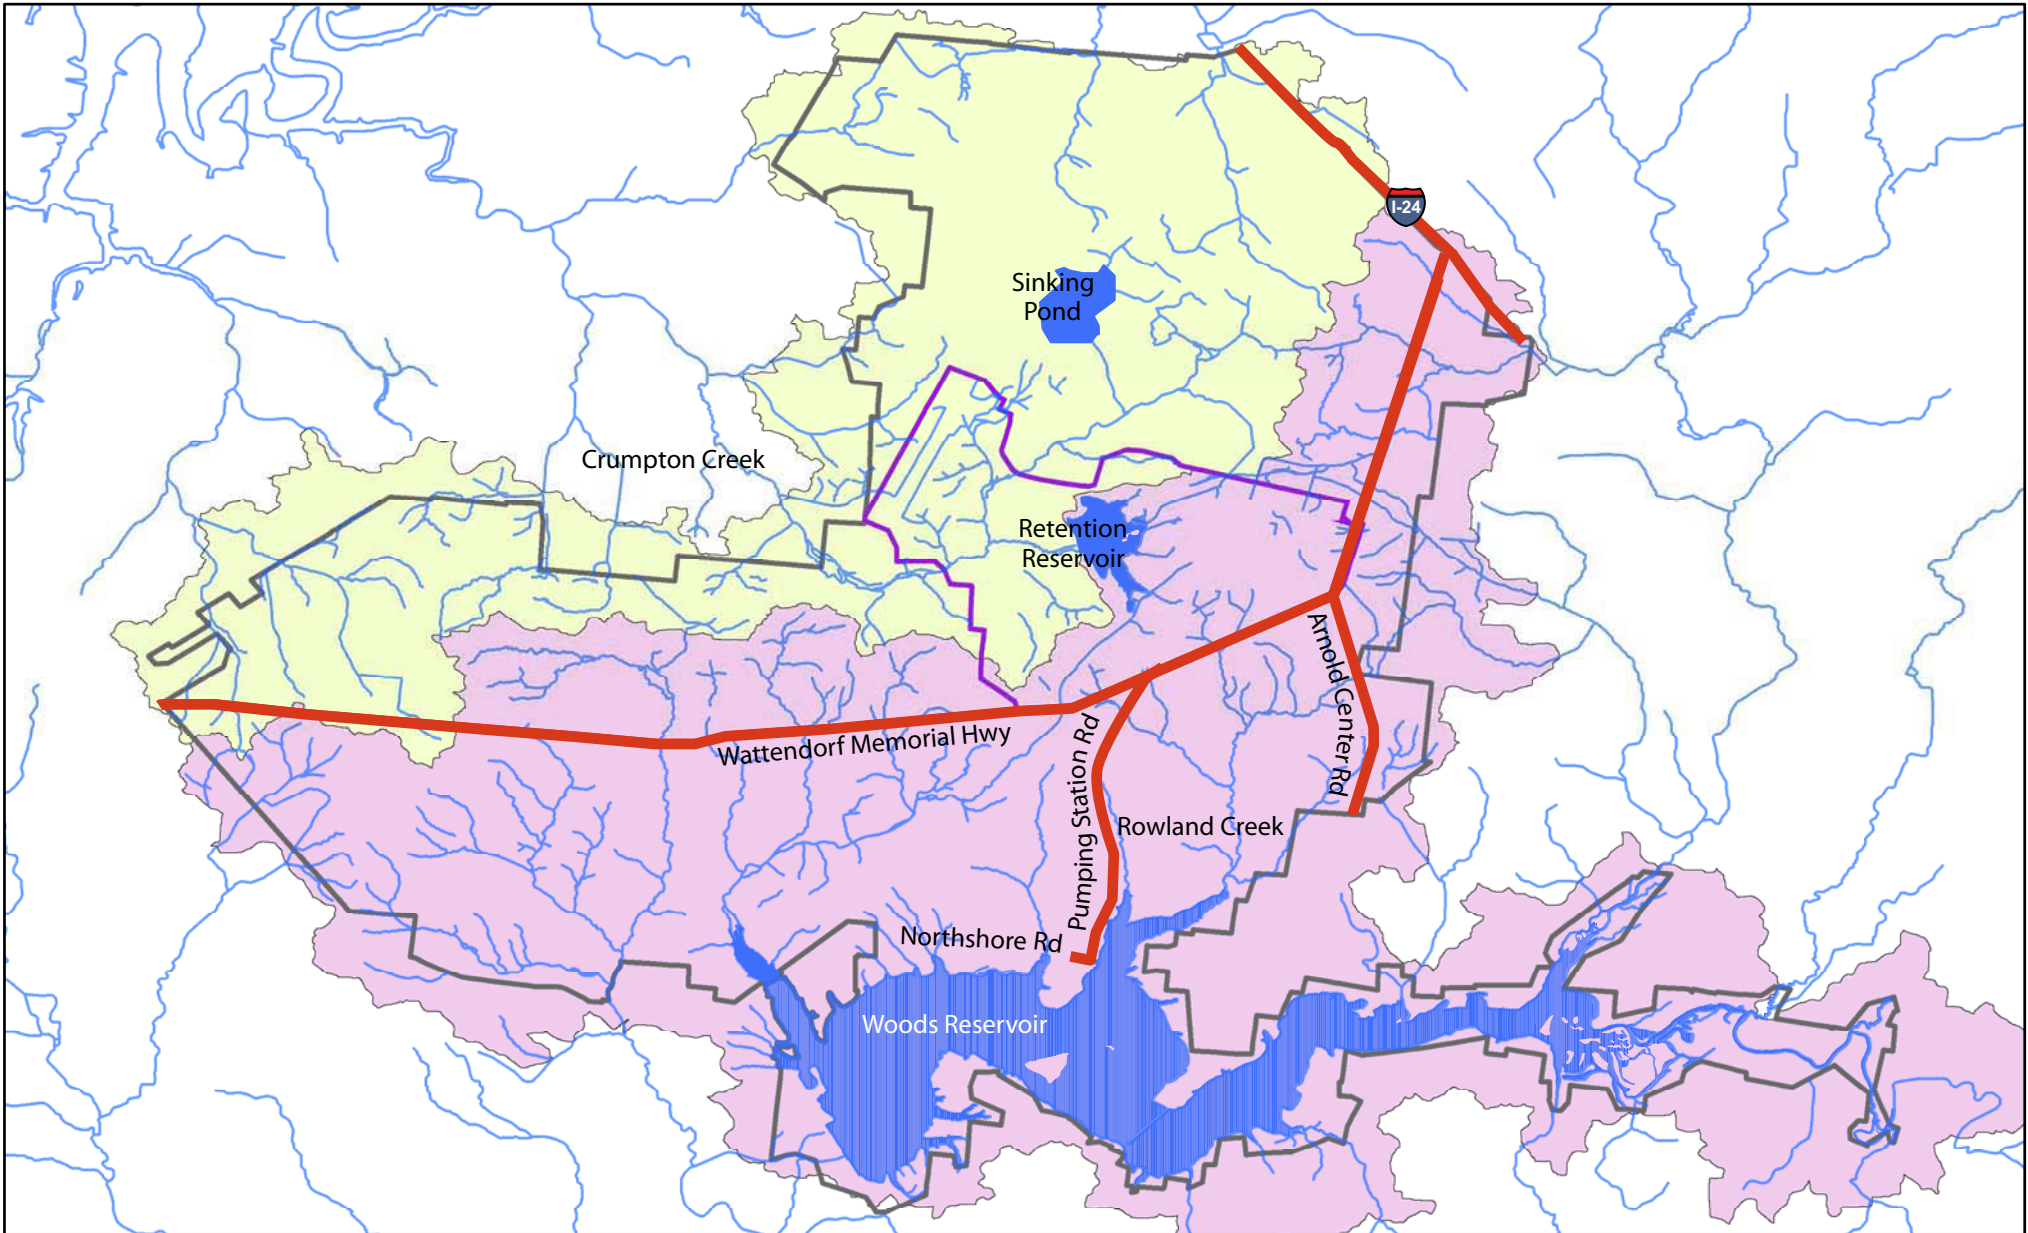 I-24
Sinking
Pond
Crumpton Creek
Retention
Reservoir
Arnold Center Rd
Wattendorf Memorial Hwy
Pumping Station Rd
Rowland Creek
Northshore Rd
Woods Reservoir